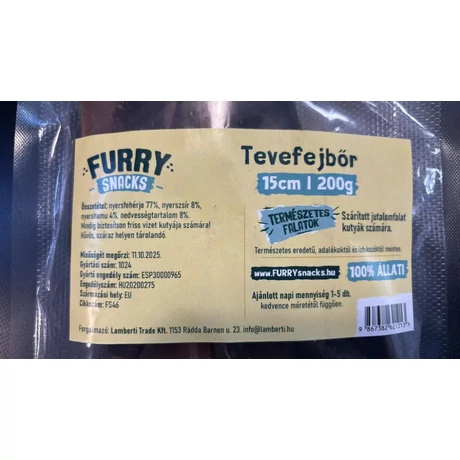 FURRY
SNACKS
Összetétel: nyersfehérje 77%, nyerszsír 8%,
nyershamu 4%, nedvességtartalom 8%.
Mindig biztosítson friss vizet kutyája számára!
Hűvös, száraz helyen tárolandó.
Minőségét megőrzi: 11.10.2025.
Gyártási szám: 1024
Gyártó engedély szám: ESP30000965
Engedélyszám: HU20200275
Származási hely: EU
Cikkszám: FS46
Forgalmazó: Lamberti Trade Kft. 1153 Rádda Barnen u. 23. info@lamberti.hu
Tevefejbőr
15cm | 200g
TERMÉSZETES
FALATOK
Szárított jutalomfalat
kutyák számára.
Természetes eredetű, adalékoktól és ízfokozóktól mentes.
www.FURRYsnacks.hu
100% ÁLLATI
Ajánlott napi mennyiség 1-5 db.
kedvence méretétől függően.